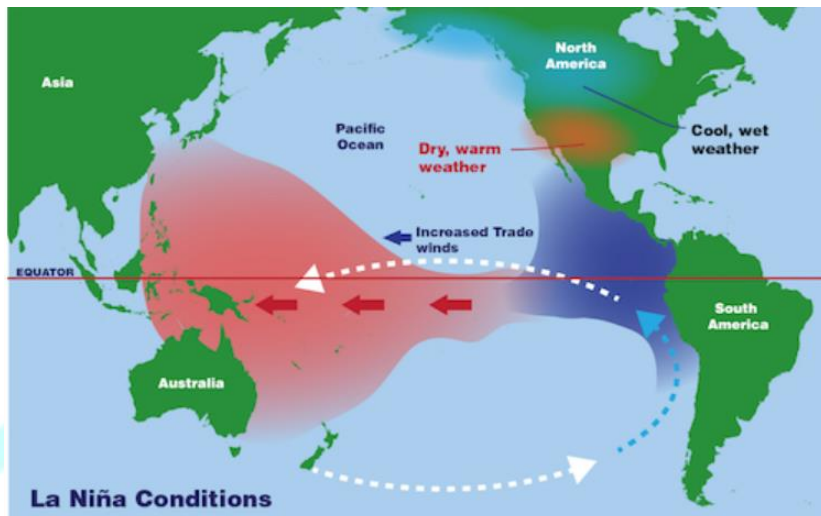 Asia
North
America
Pacific
Ocean
Dry, warm
weather
Cool, wet
weather
Increased Trade
winds
EQUATOR
South
America
Australia
La Niña Conditions